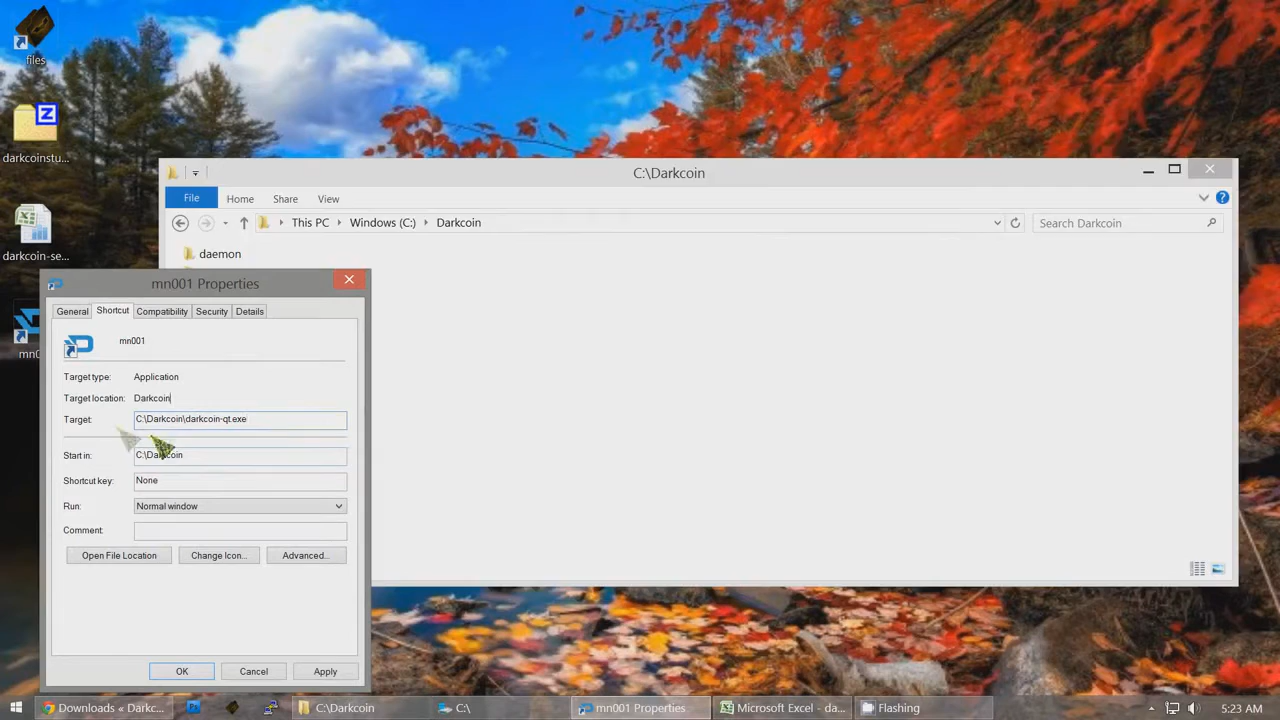 files
darkcoinstu...
darkcoin-se...
C:\Darkcoin
File
Home
Share
View
This PC
Windows (C:)
Darkcoin
Search Darkcoin
daemon
mn001 Properties
General
Shortcut
Compatibility
Security
Details
mn001
Target type:
Application
Target location:
Darkcoin
Target:
C:\Darkcoin\darkcoin-qt.exe
Start in:
C:\Darkcoin
Shortcut key:
None
Run:
Normal window
Comment:
Open File Location
Change Icon...
Advanced...
OK
Cancel
Apply
Downloads « Darkc...
C:\Darkcoin
C:\
mn001 Properties
Microsoft Excel - da...
Flashing
5:23 AM